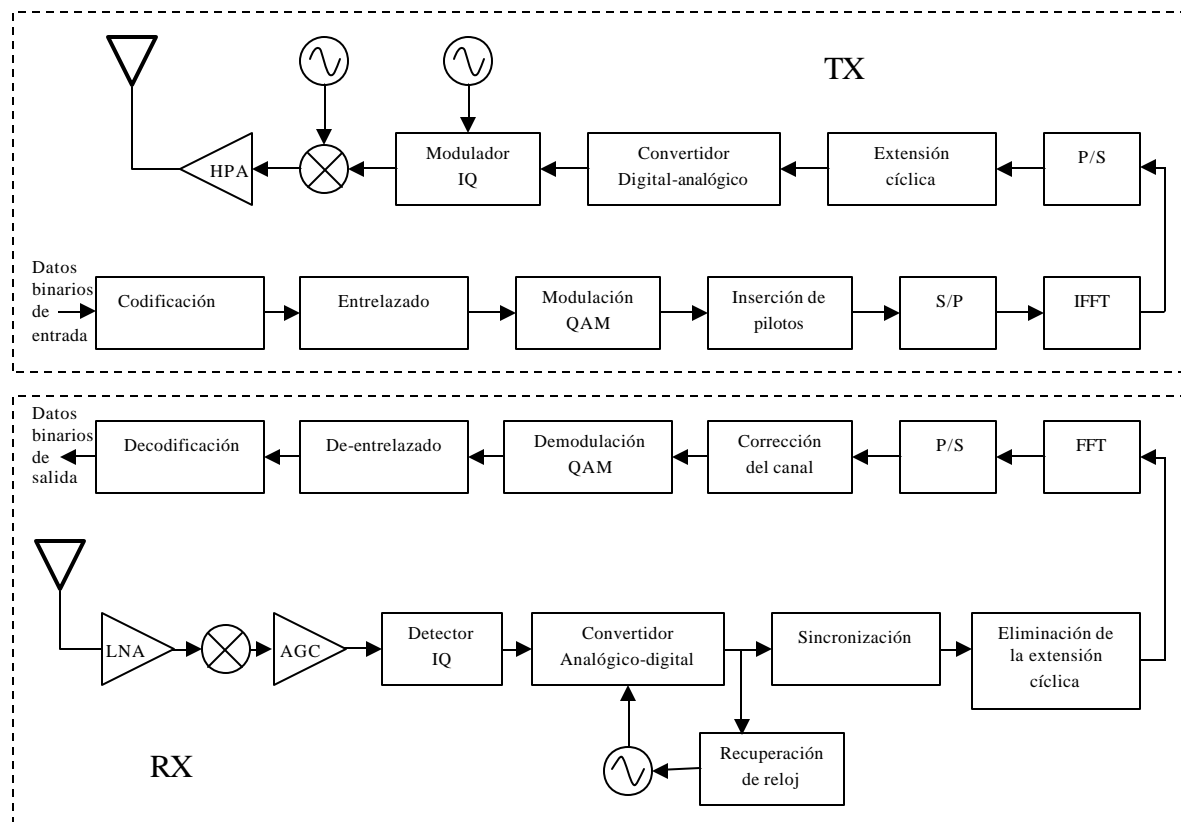 TX
HPA
Modulador
IQ
Convertidor
Digital-analógico
Extensión
cíclica
P/S
Datos
binarios
de
entrada
Codificación
Entrelazado
Modulación
QAM
Inserción de
pilotos
S/P
IFFT
Datos
binarios
de
salida
Decodificación
De-entrelazado
Demodulación
QAM
Corrección
del canal
P/S
FFT
LNA
AGC
Detector
IQ
Convertidor
Analógico-digital
Sincronización
Eliminación de
la extensión
cíclica
RX
Recuperación
de reloj